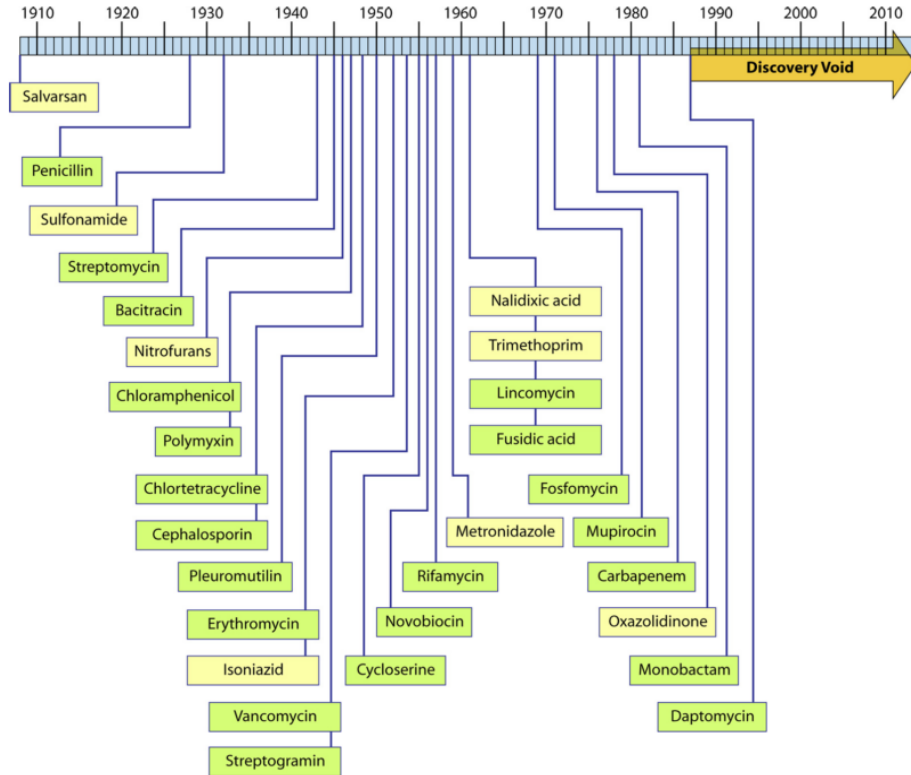 1910 1920 1930 1940 1950 1960 1970 1980 1990 2000 2010
Discovery Void
Salvarsan
Penicillin
Sulfonamide
Streptomycin
Bacitracin
Nitrofurans
Chloramphenicol
Polymyxin
Chlortetracycline
Cephalosporin
Pleuromutilin
Erythromycin
Isoniazid
Vancomycin
Streptogramin
Cycloserine
Novobiocin
Rifamycin
Metronidazole
Nalidixic acid
Trimethoprim
Lincomycin
Fusidic acid
Fosfomycin
Mupirocin
Carbapenem
Oxazolidinone
Monobactam
Daptomycin